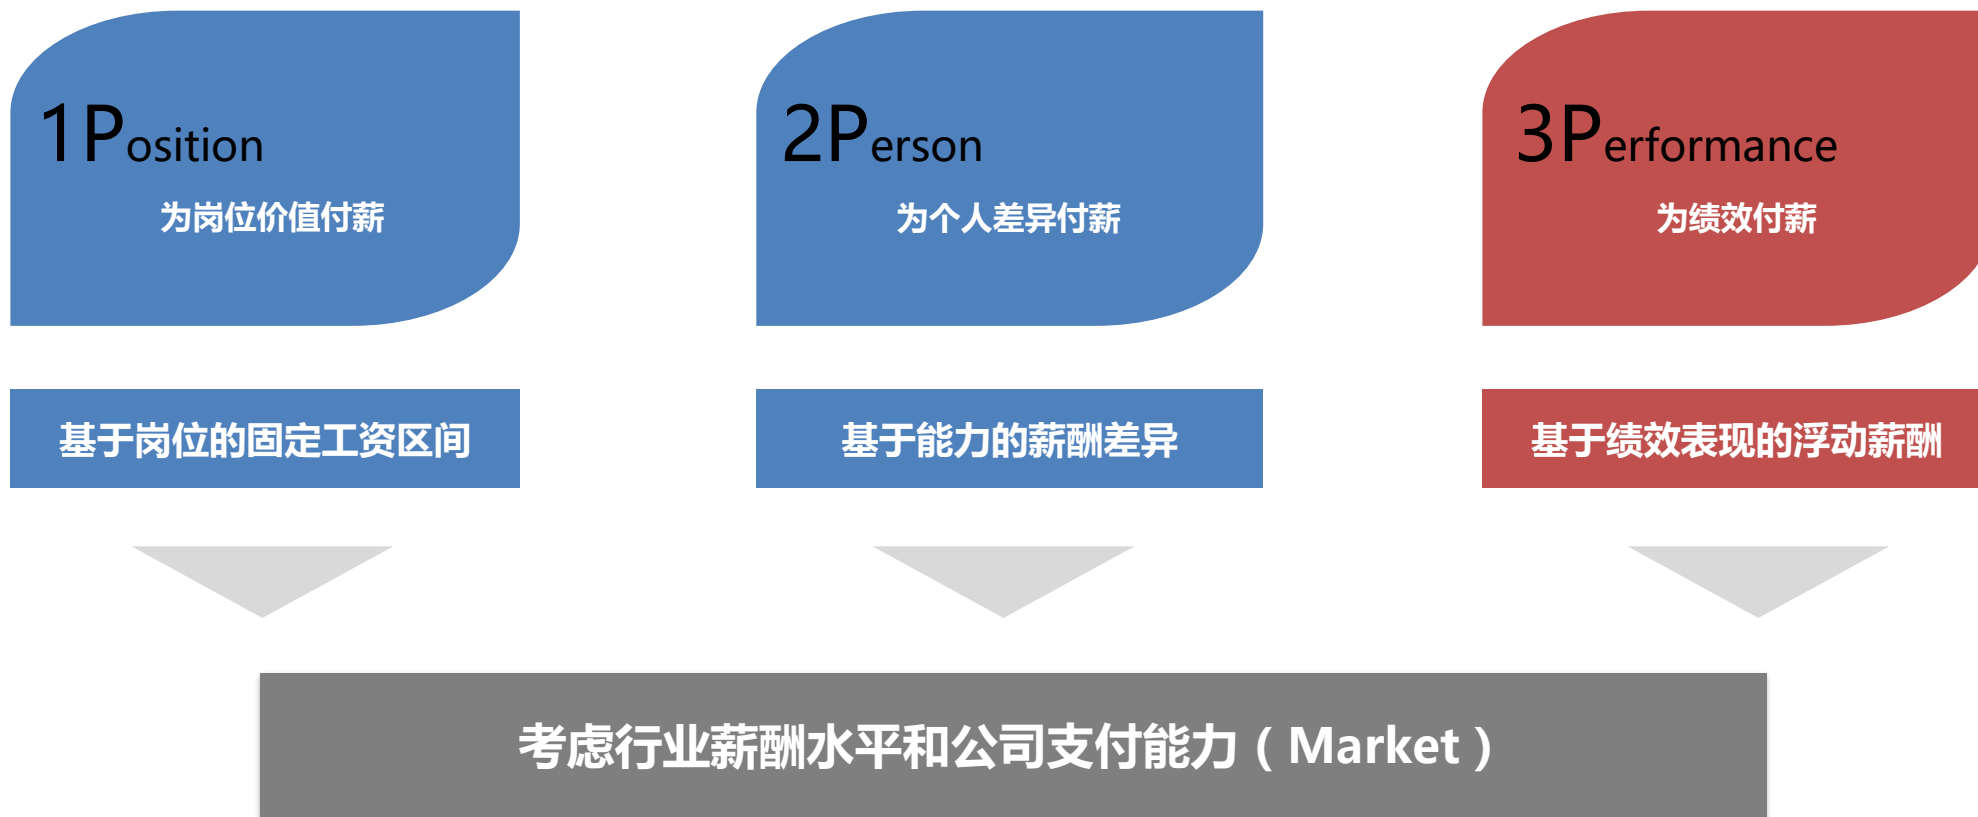 1Position
为岗位价值付薪
2Person
为个人差异付薪
3Performance
为绩效付薪
基于岗位的固定工资区间
基于能力的薪酬差异
基于绩效表现的浮动薪酬
考虑行业薪酬水平和公司支付能力（Market）